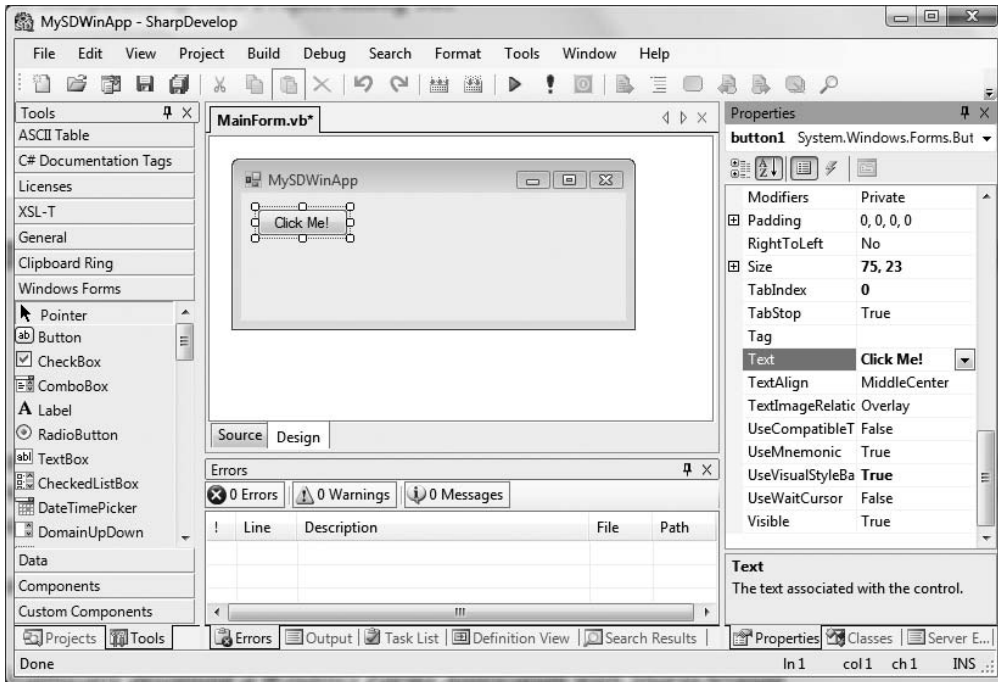 MySDWinApp - SharpDevelop
File Edit View Project Build Debug Search Format Tools Window Help
Tools
ASCII Table
C# Documentation Tags
Licenses
XSL-T
General
Clipboard Ring
Windows Forms
Pointer
ab Button
CheckBox
ComboBox
A Label
RadioButton
abl TextBox
CheckedListBox
DateTimePicker
DomainUpDown
Data
Components
Custom Components
Projects Tools
MainForm.vb*
MySDWinApp
Click Me!
Source Design
Errors
0 Errors 0 Warnings 0 Messages
! Line Description File Path
Errors Output Task List Definition View Search Results
Properties
button1 System.Windows.Forms.But
Modifiers Private
Padding 0, 0, 0, 0
RightToLeft No
Size 75, 23
TabIndex 0
TabStop True
Tag
Text Click Me!
TextAlign MiddleCenter
TextImageRelatic Overlay
UseCompatibleT False
UseMnemonic True
UseVisualStyleBa True
UseWaitCursor False
Visible True
Text
The text associated with the control.
Properties Classes Server E...
Done ln 1 col 1 ch 1 INS